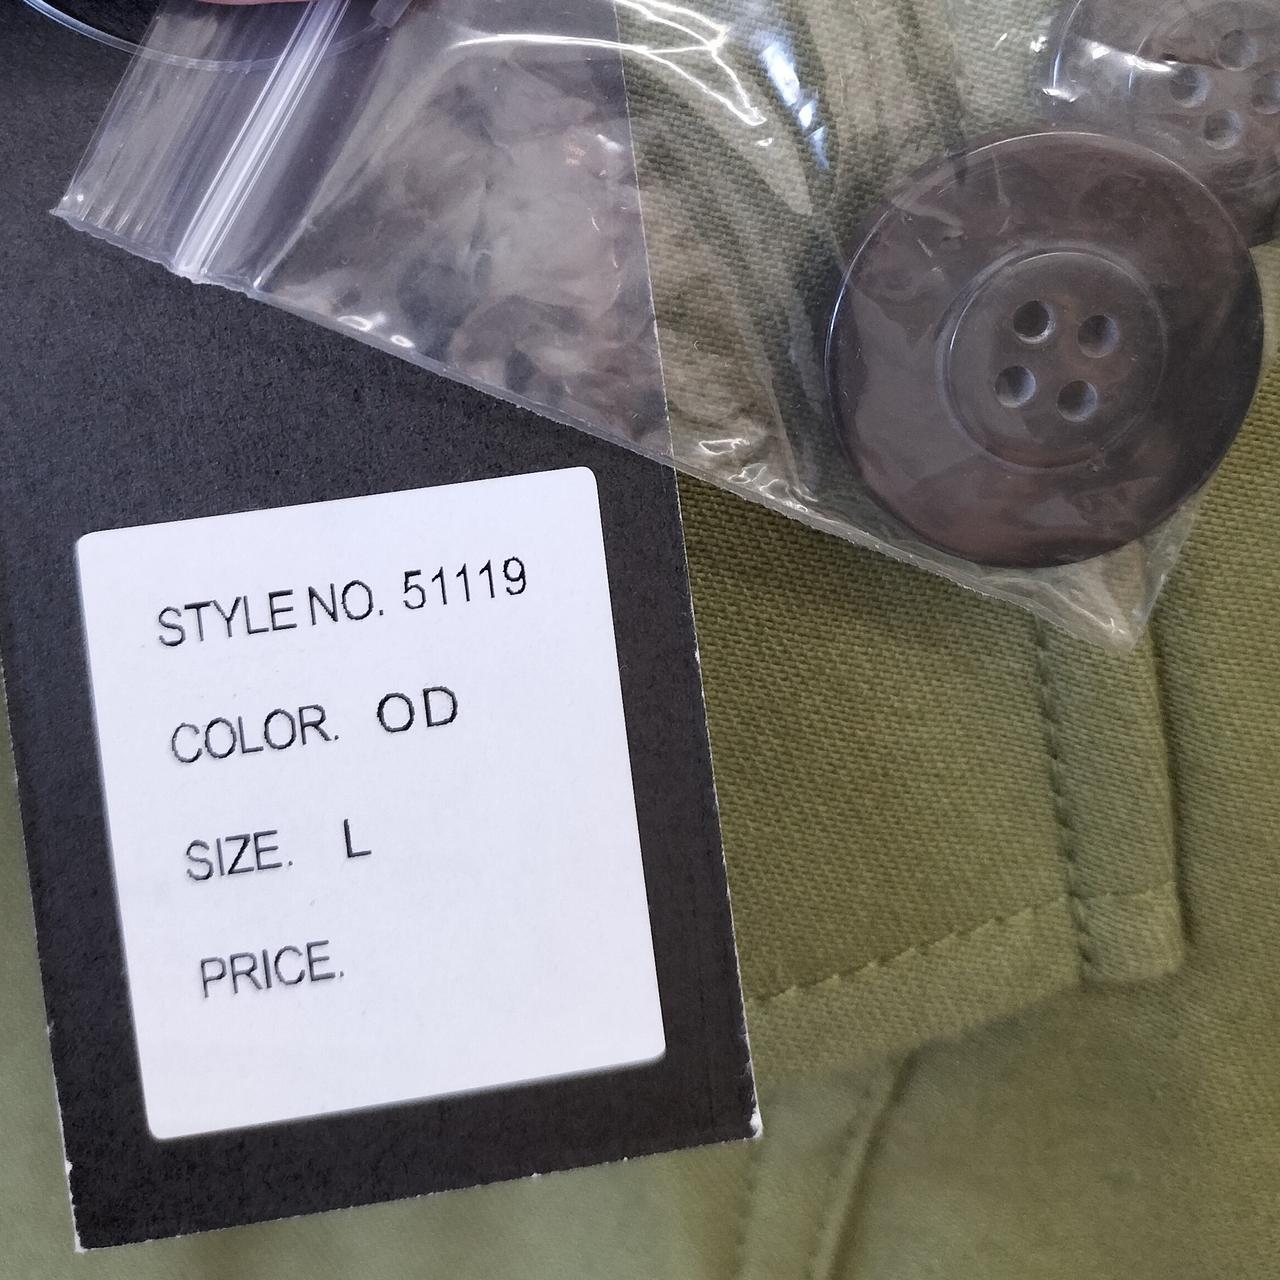 STYLE NO. 51119
COLOR. OD
SIZE. L
PRICE.